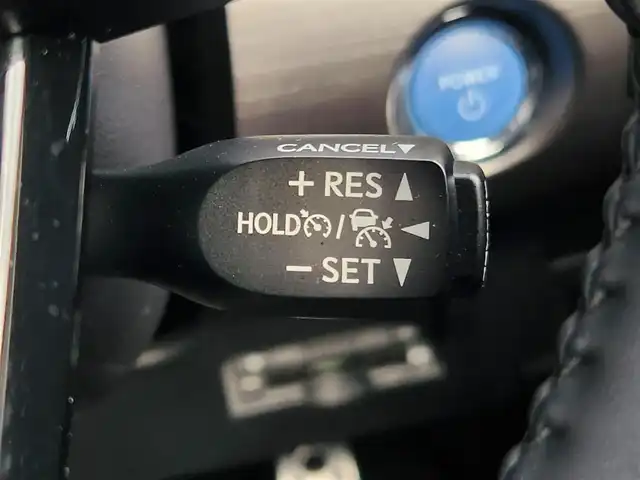 POWER
CANCEL▼
+ RES ▲
HOLD / ◀
− SET ▼